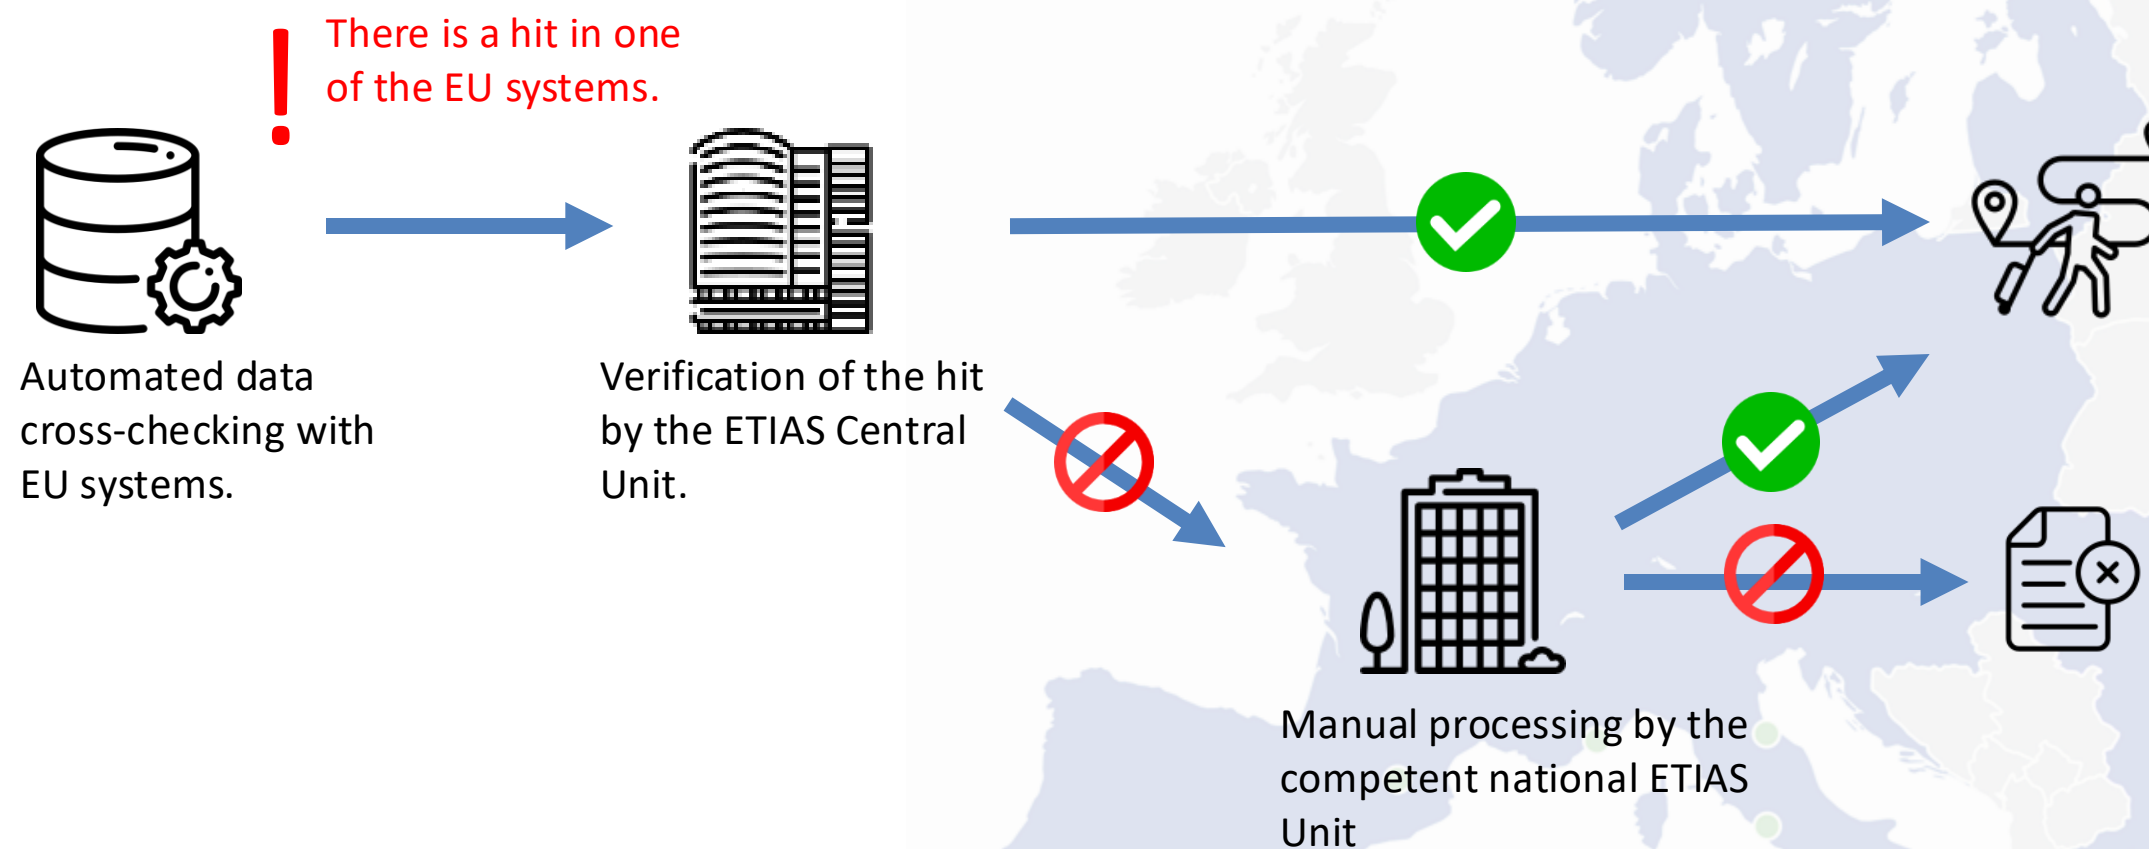 There is a hit in one
of the EU systems.
!
Automated data
cross-checking with
EU systems.
Verification of the hit
by the ETIAS Central
Unit.
Manual processing by the
competent national ETIAS
Unit